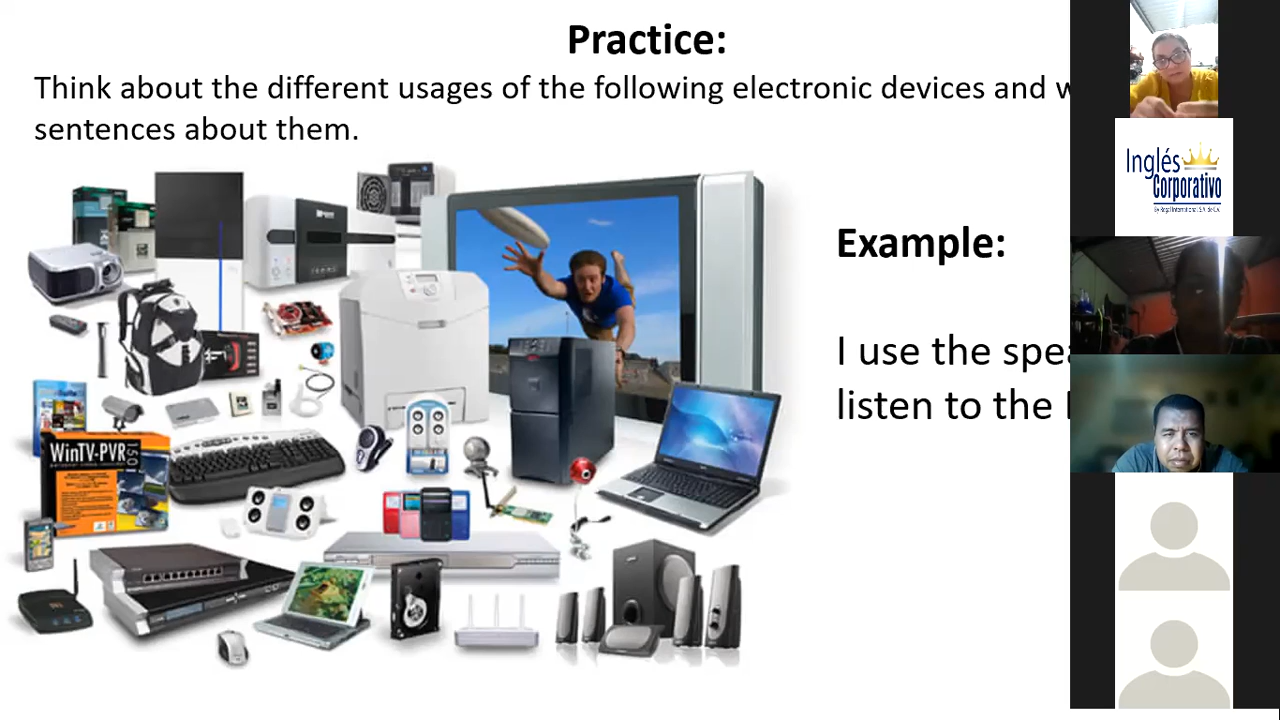 Practice:
Think about the different usages of the following electronic devices and
sentences about them.
Example:
I use the
listen to the
WinTV-PVR
150
Inglés
Corporativo